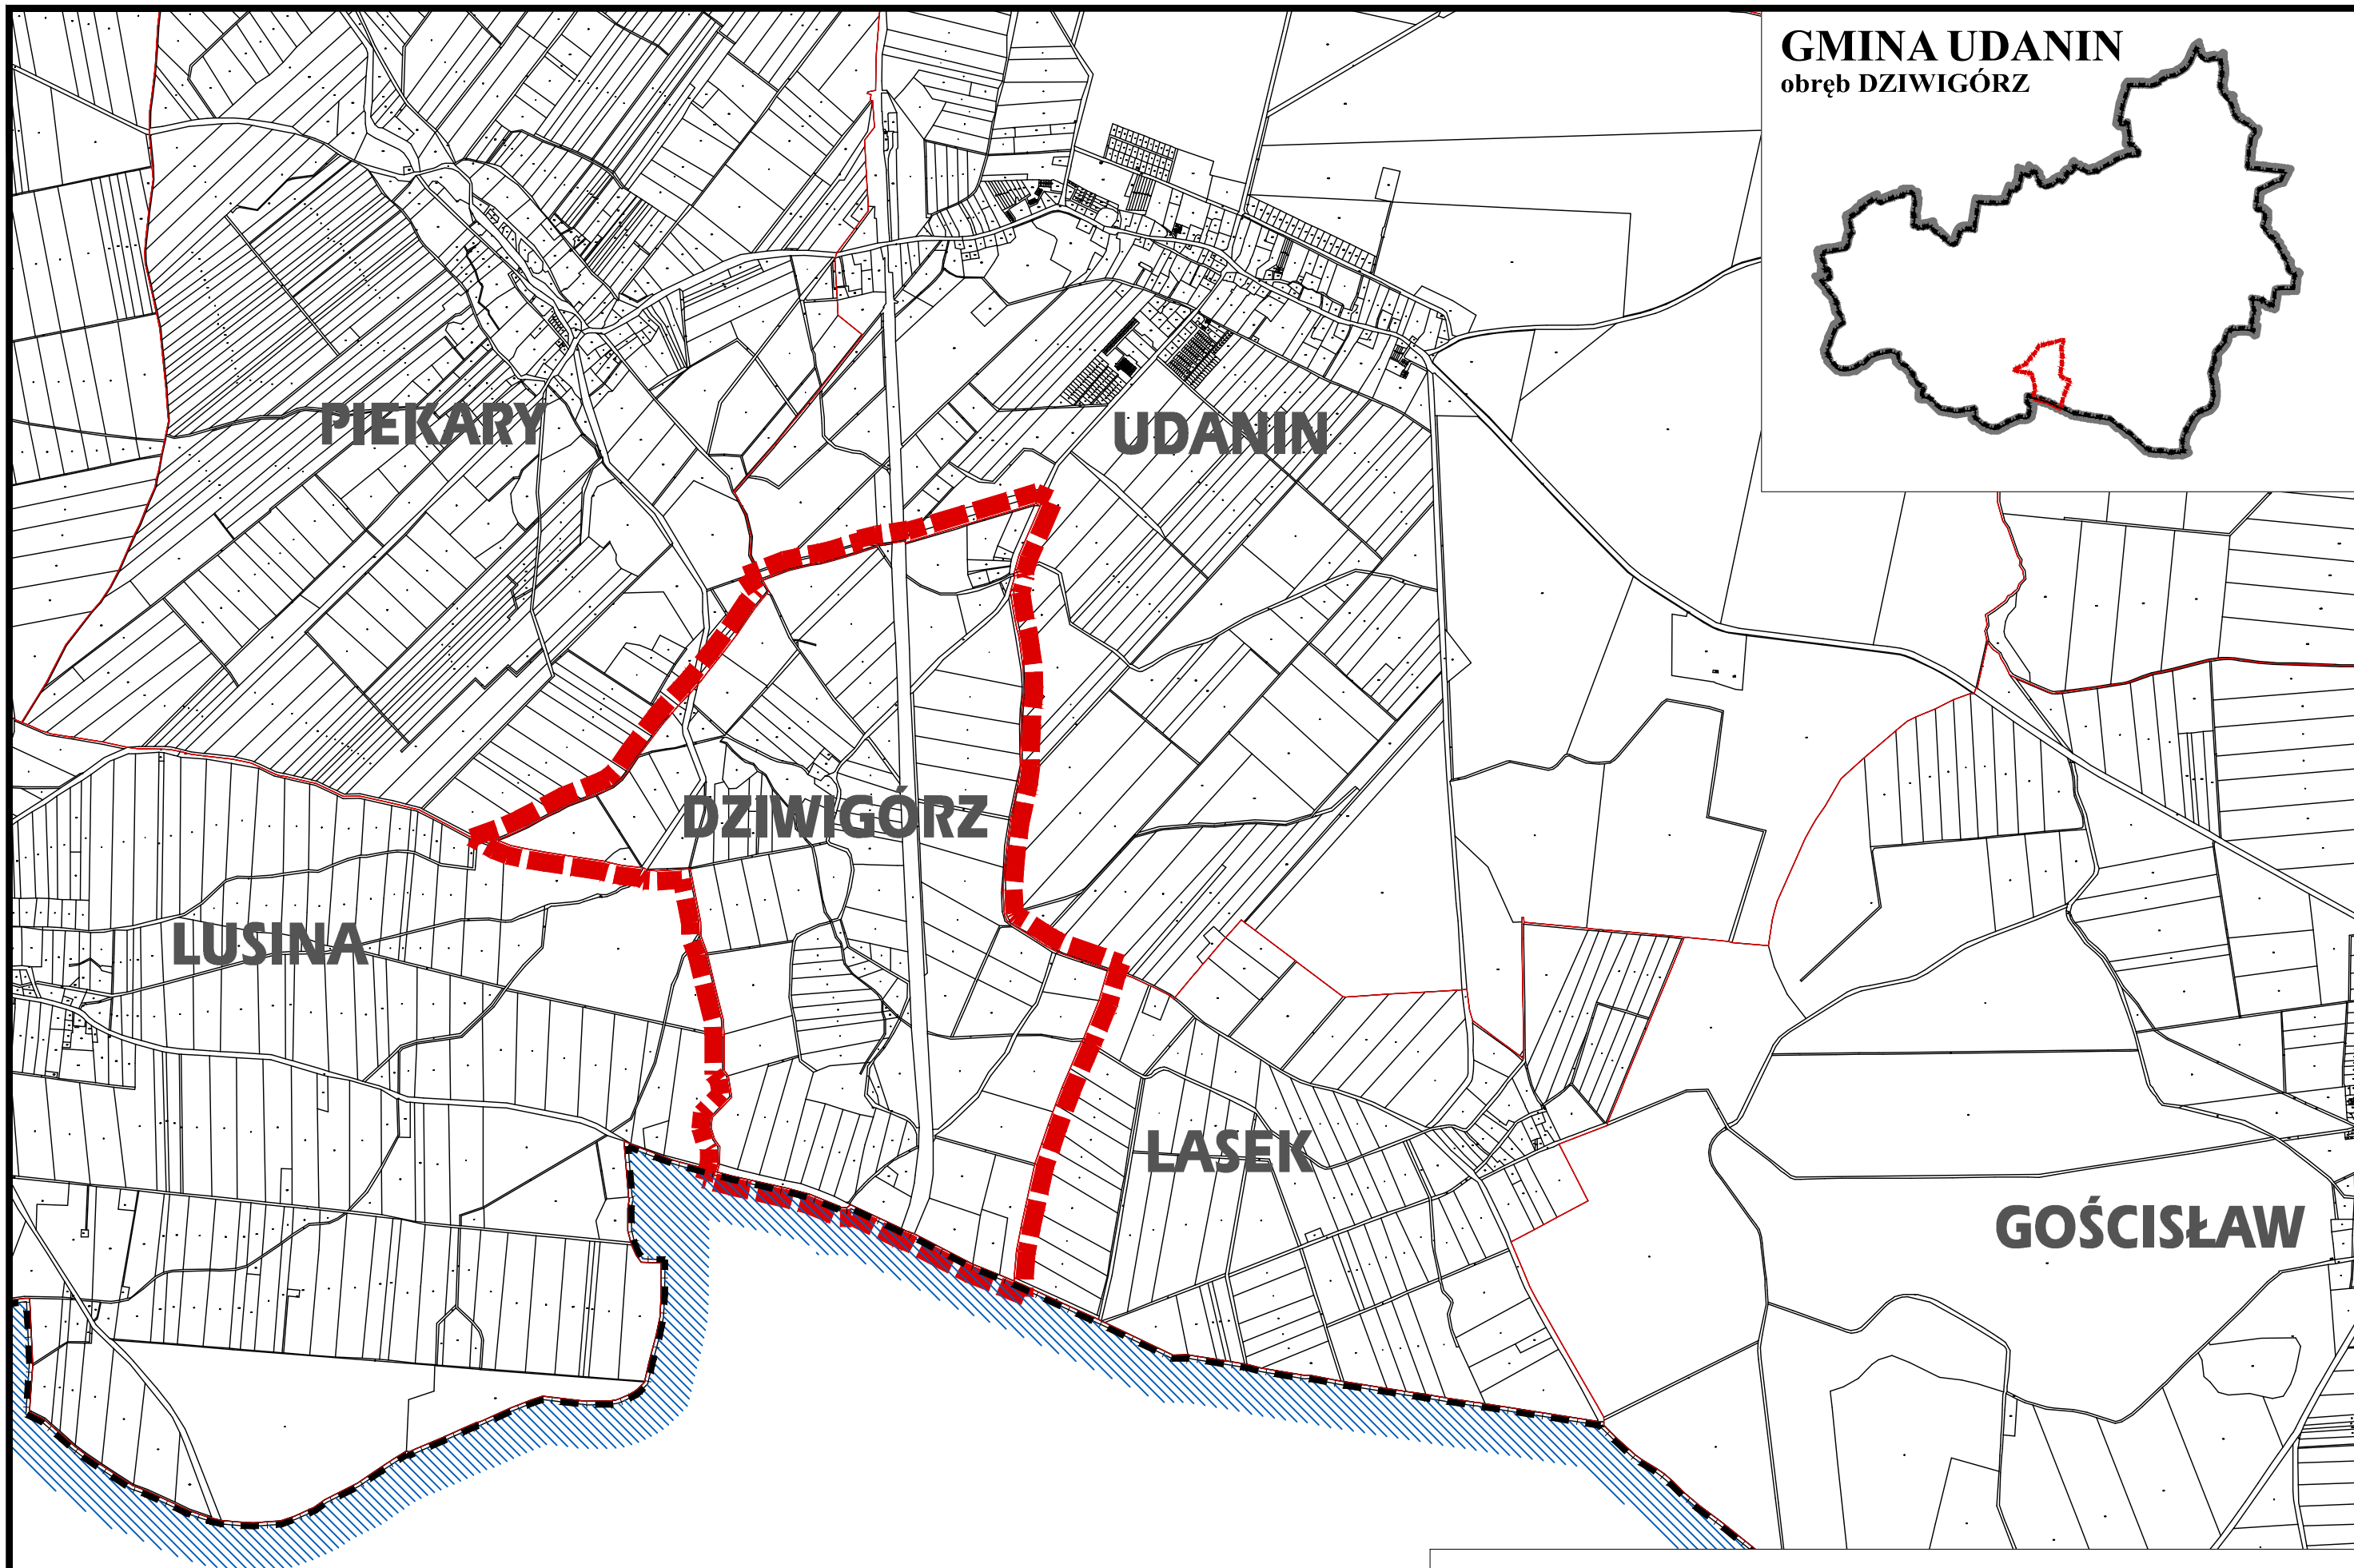 GMINA UDANIN
obręb DZIWIGÓRZ
PIEKARY
UDANIN
DZIWIGÓRZ
LUSINA
LASEK
GOŚCISŁAW